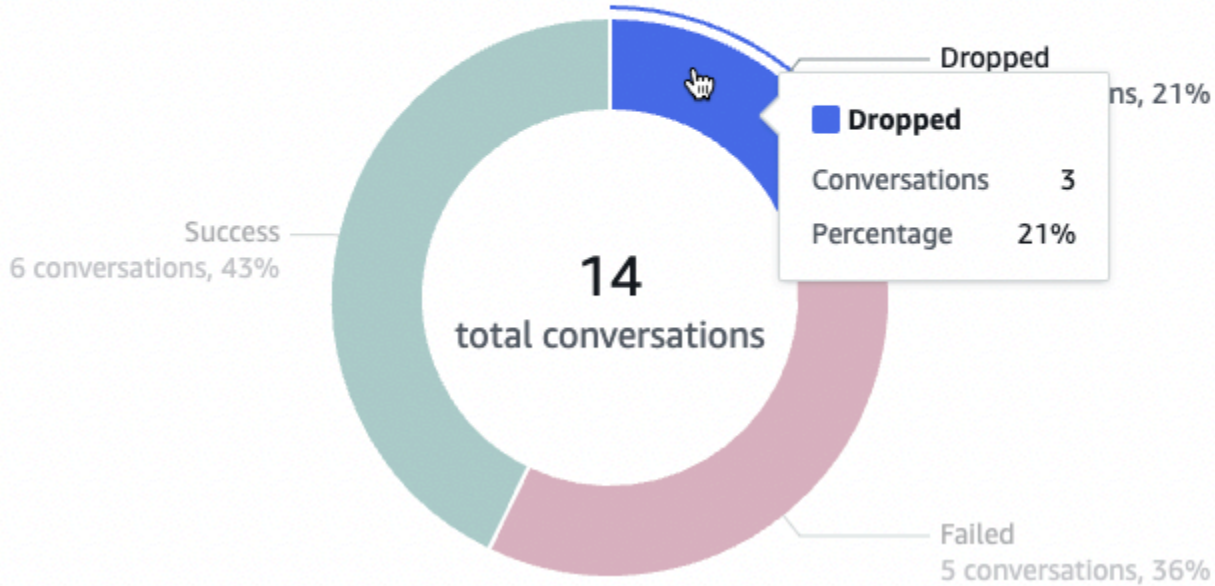 Dropped
ns, 21%
Dropped
Conversations 3
Percentage 21%
Success
6 conversations, 43%
14
total conversations
Failed
5 conversations, 36%